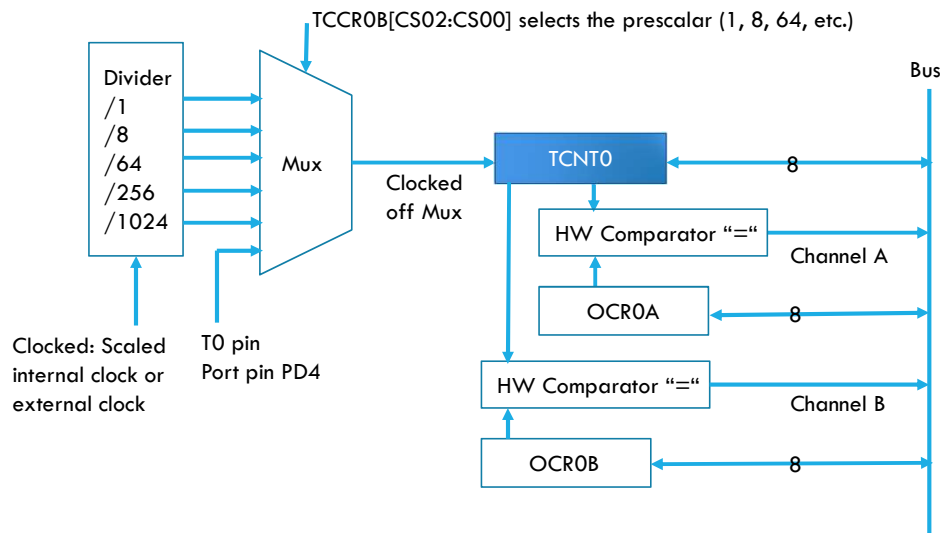 TCCR0B[CS02:CS00] selects the prescalar (1, 8, 64, etc.)
Divider
/1
/8
/64
/256
/1024
Mux
Clocked
off Mux
TCNT0
8
Bus
HW Comparator “=“
Channel A
OCR0A
8
Clocked: Scaled
internal clock or
external clock
T0 pin
Port pin PD4
HW Comparator “=“
Channel B
OCR0B
8